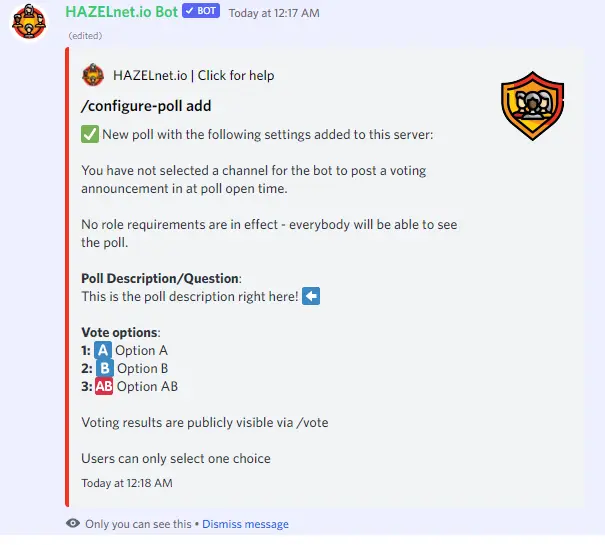 HAZELnet.io Bot ✓ BOT Today at 12:17 AM
(edited)
HAZELnet.io | Click for help
/configure-poll add
✅ New poll with the following settings added to this server:
You have not selected a channel for the bot to post a voting
announcement in at poll open time.
No role requirements are in effect - everybody will be able to see
the poll.
Poll Description/Question:
This is the poll description right here! ⬅️
Vote options:
1: 🅰 Option A
2: 🅱 Option B
3: 🆎 Option AB
Voting results are publicly visible via /vote
Users can only select one choice
Today at 12:18 AM
Only you can see this • Dismiss message